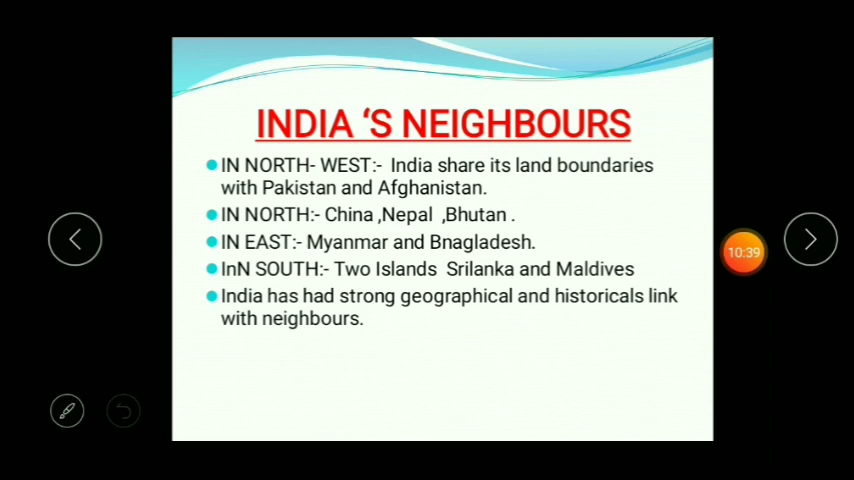 INDIA ‘S NEIGHBOURS
IN NORTH- WEST:- India share its land boundaries
with Pakistan and Afghanistan.
IN NORTH:- China ,Nepal ,Bhutan .
IN EAST:- Myanmar and Bnagladesh.
InN SOUTH:- Two Islands Srilanka and Maldives
India has had strong geographical and historicals link
with neighbours.
10:39